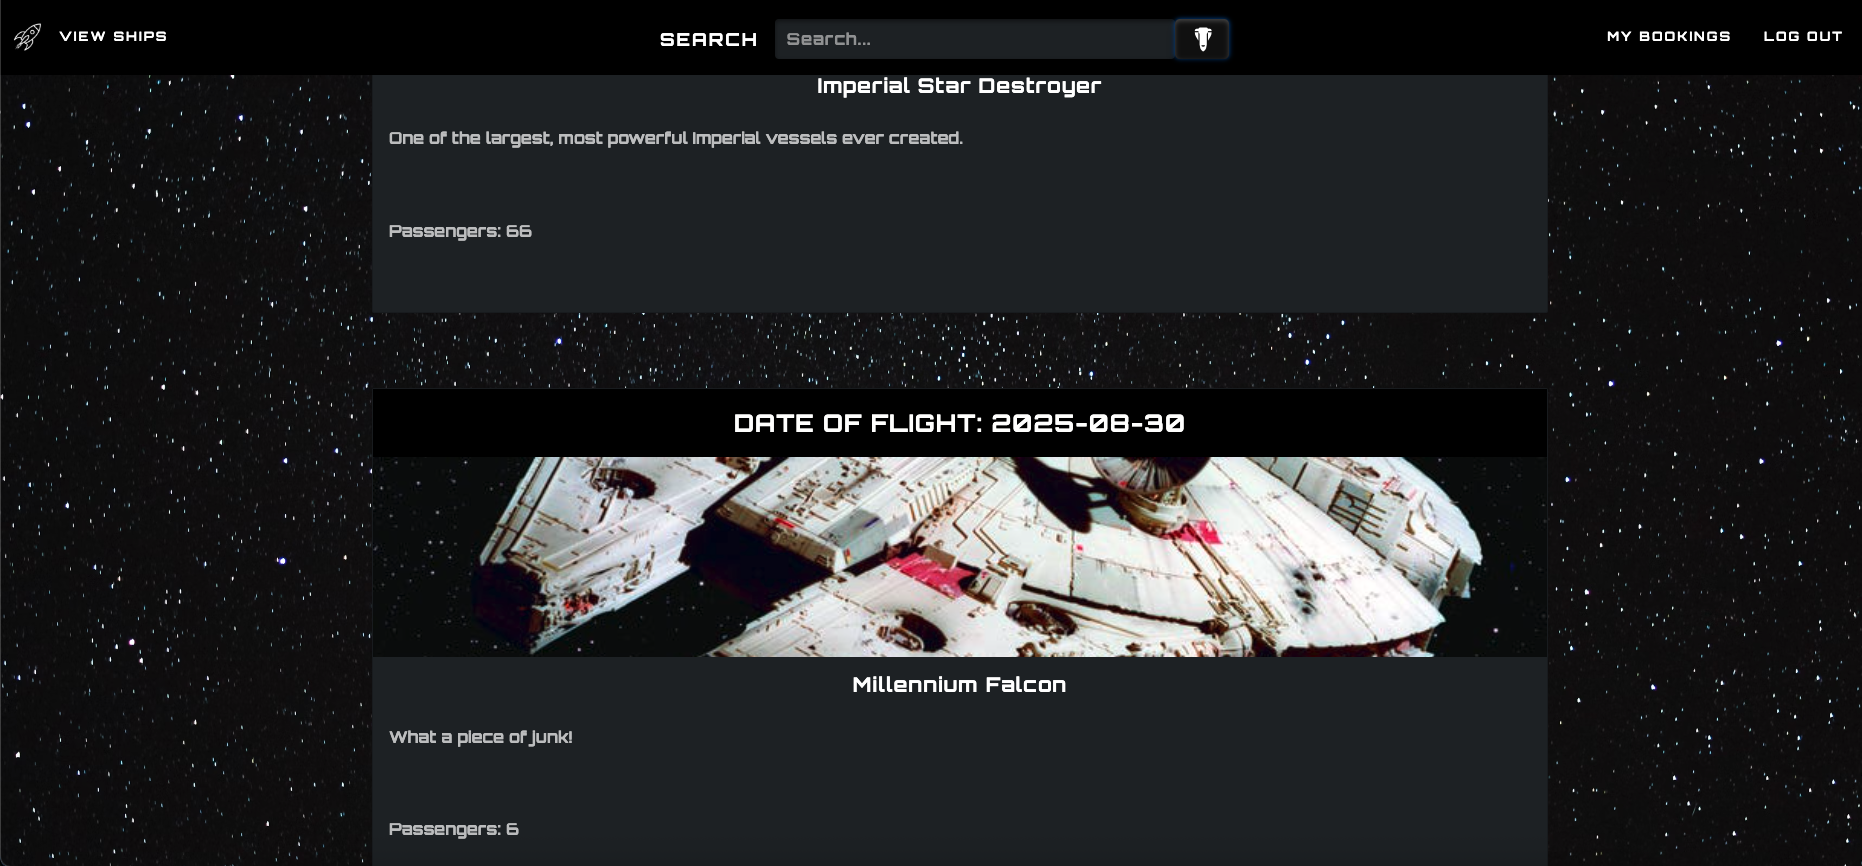 VIEW SHIPS
SEARCH
Search...
MY BOOKINGS
LOG OUT
Imperial Star Destroyer
One of the largest, most powerful Imperial vessels ever created.
Passengers: 66
DATE OF FLIGHT: 2025-08-30
Millennium Falcon
What a piece of junk!
Passengers: 6